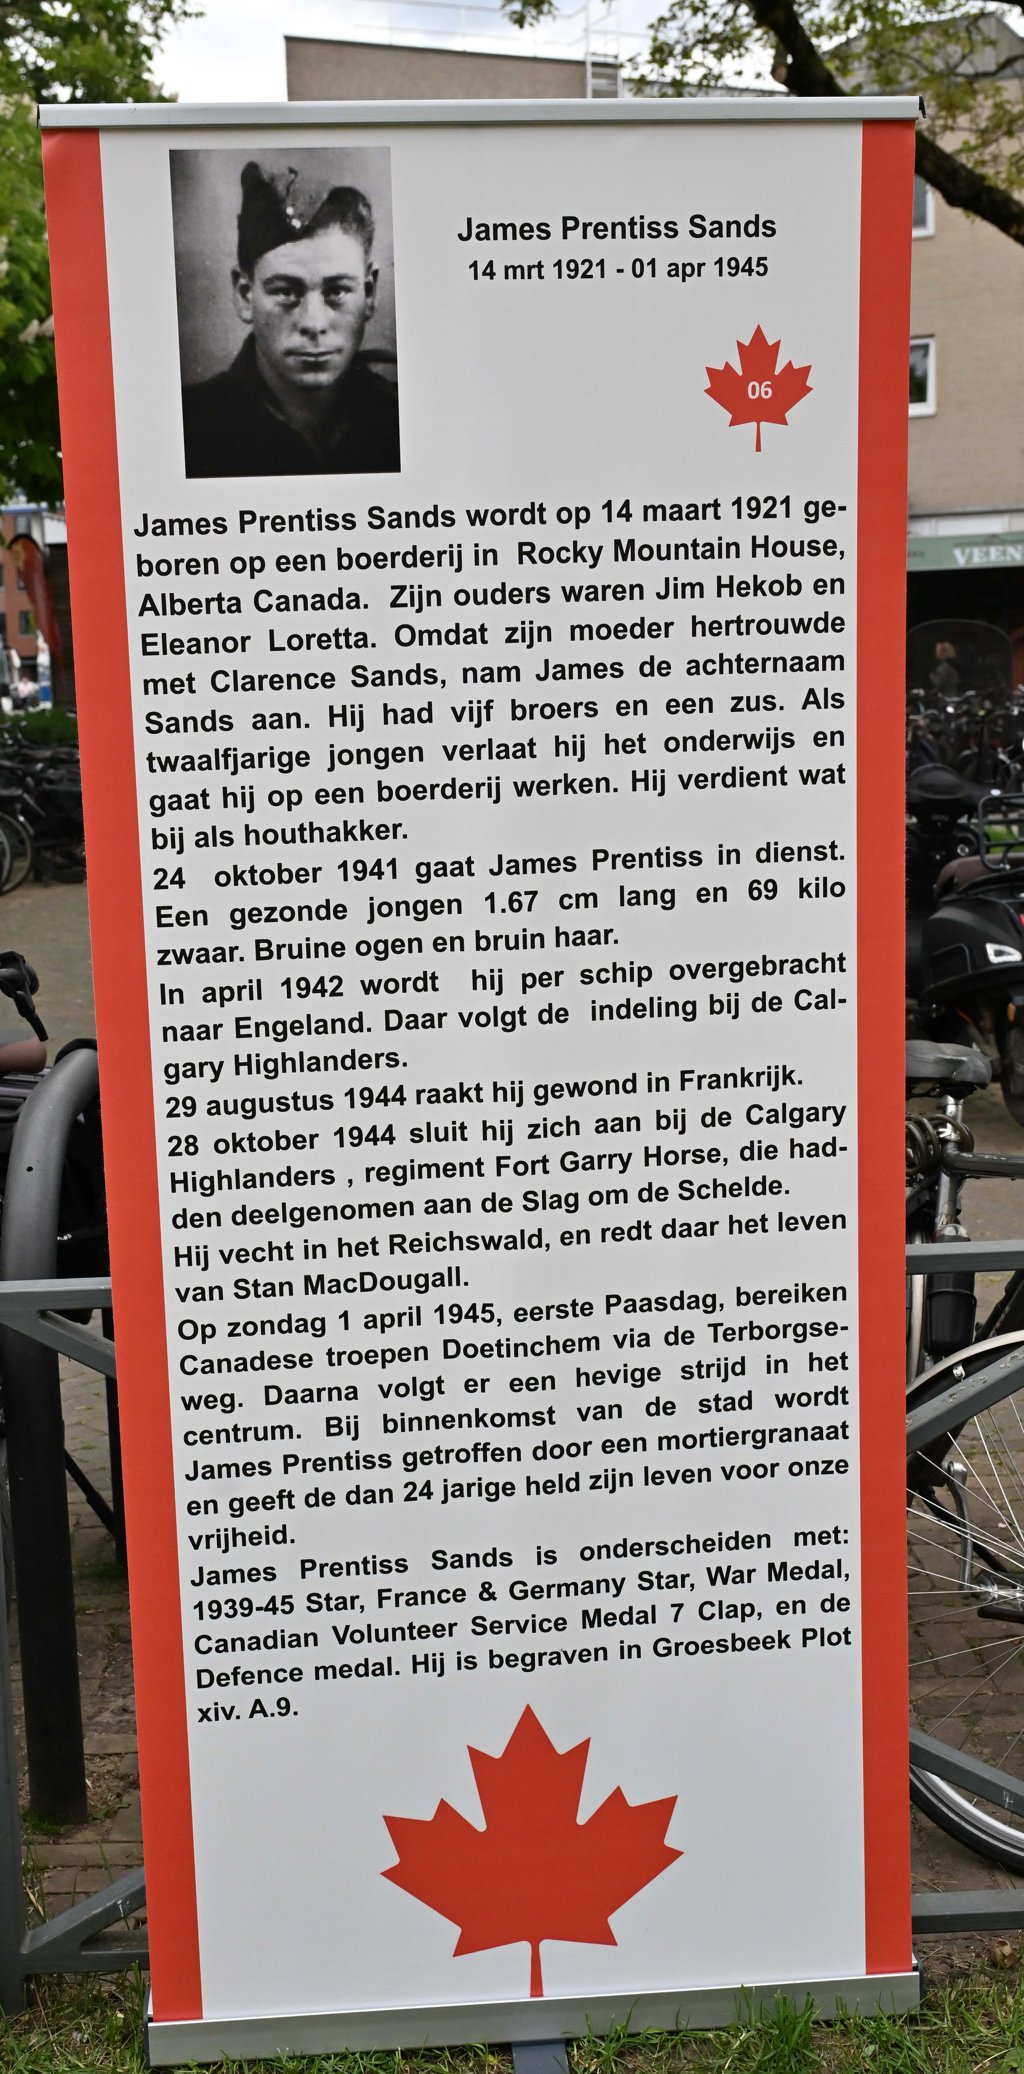 James Prentiss Sands
14 mrt 1921 - 01 apr 1945
06
James Prentiss Sands wordt op 14 maart 1921 ge-
boren op een boerderij in Rocky Mountain House,
Alberta Canada. Zijn ouders waren Jim Hekob en
Eleanor Loretta. Omdat zijn moeder hertrouwde
met Clarence Sands, nam James de achternaam
Sands aan. Hij had vijf broers en een zus. Als
twaalfjarige jongen verlaat hij het onderwijs en
gaat hij op een boerderij werken. Hij verdient wat
bij als houthakker.
24 oktober 1941 gaat James Prentiss in dienst.
Een gezonde jongen 1.67 cm lang en 69 kilo
zwaar. Bruine ogen en bruin haar.
In april 1942 wordt hij per schip overgebracht
naar Engeland. Daar volgt de indeling bij de Cal-
gary Highlanders.
29 augustus 1944 raakt hij gewond in Frankrijk.
28 oktober 1944 sluit hij zich aan bij de Calgary
Highlanders , regiment Fort Garry Horse, die had-
den deelgenomen aan de Slag om de Schelde.
Hij vecht in het Reichswald, en redt daar het leven
van Stan MacDougall.
Op zondag 1 april 1945, eerste Paasdag, bereiken
Canadese troepen Doetinchem via de Terborgse-
weg. Daarna volgt er een hevige strijd in het
centrum. Bij binnenkomst van de stad wordt
James Prentiss getroffen door een mortiergranaat
en geeft de dan 24 jarige held zijn leven voor onze
vrijheid.
James Prentiss Sands is onderscheiden met:
1939-45 Star, France & Germany Star, War Medal,
Canadian Volunteer Service Medal 7 Clap, en de
Defence medal. Hij is begraven in Groesbeek Plot
xiv. A.9.
VEEN